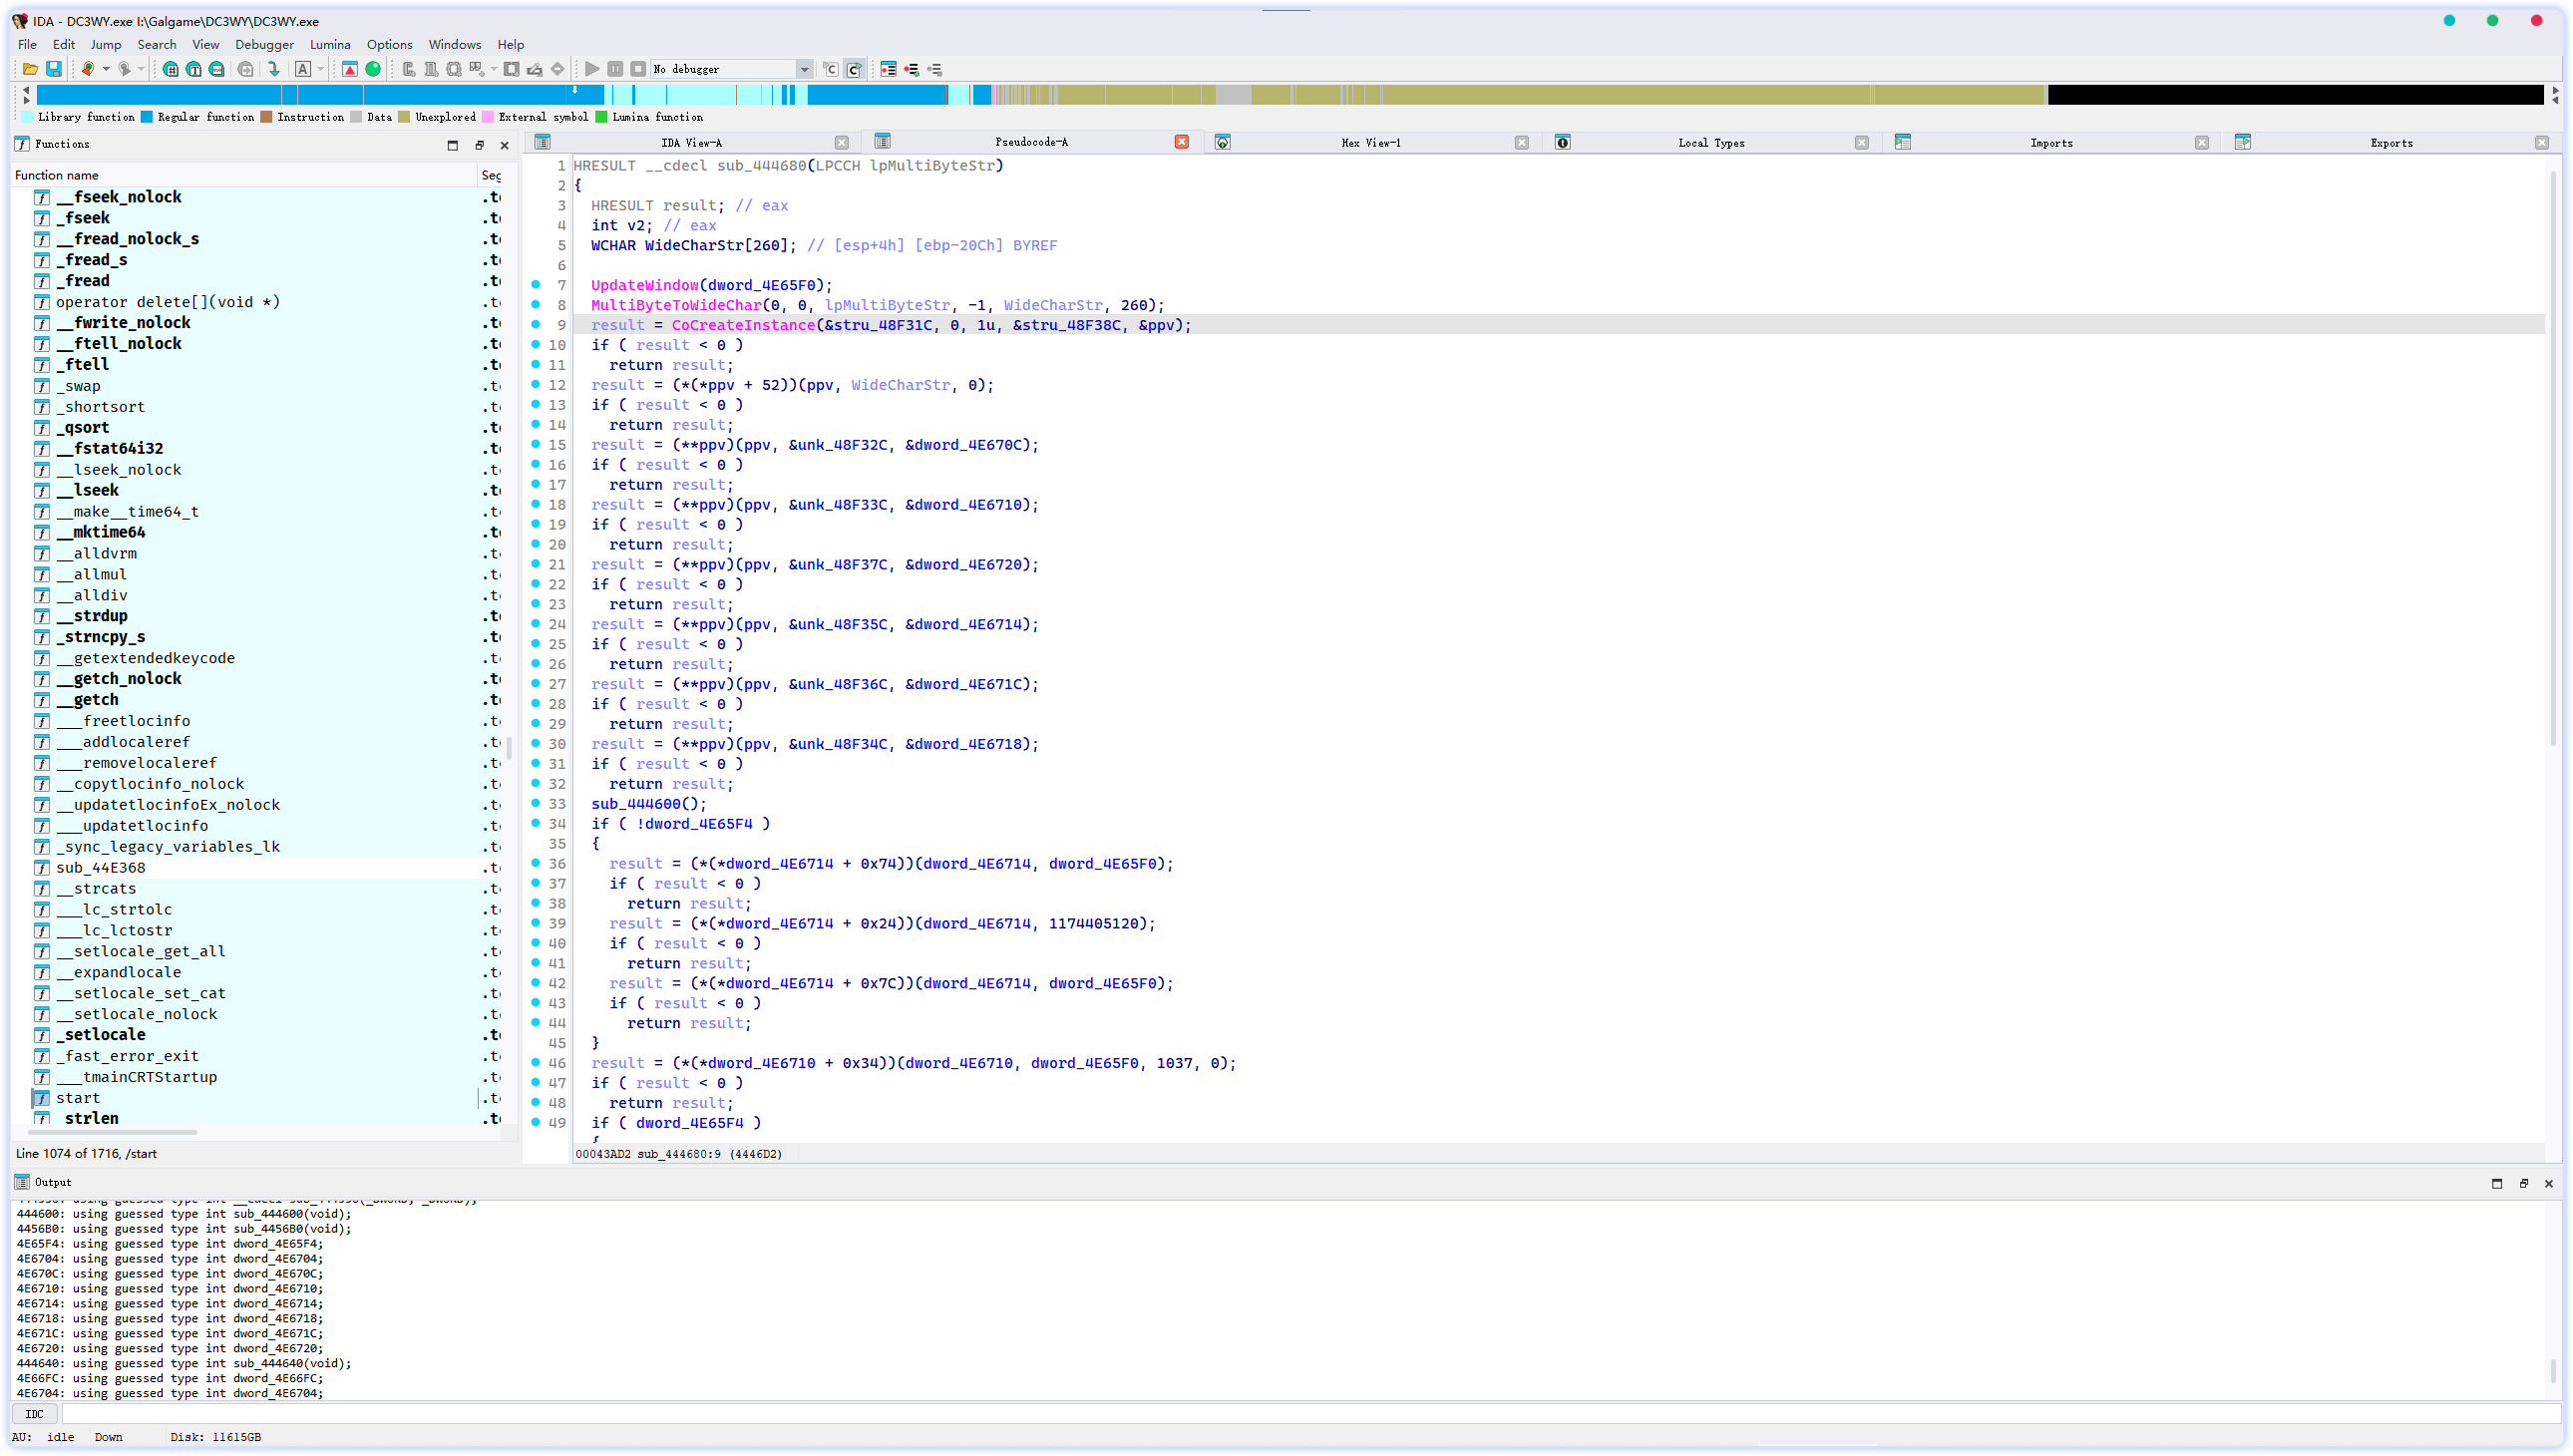 IDA - DC3WY.exe I:\Galgame\DC3WY\DC3WY.exe
File Edit Jump Search View Debugger Lumina Options Windows Help
No debugger
Library function Regular function Instruction Data Unexplored External symbol Lumina function
Functions
IDA View-A Pseudocode-A Hex View-1 Local Types Imports Exports
Function name Seg
__fseek_nolock .t
_fseek .t
__fread_nolock_s .t
_fread_s .t
_fread .t
operator delete[](void *) .t
__fwrite_nolock .t
__ftell_nolock .t
_ftell .t
_swap .t
_shortsort .t
_qsort .t
__fstat64i32 .t
__lseek_nolock .t
__lseek .t
__make__time64_t .t
__mktime64 .t
__alldvrm .t
__allmul .t
__alldiv .t
__strdup .t
_strncpy_s .t
__getextendedkeycode .t
__getch_nolock .t
__getch .t
___freetlocinfo .t
___addlocaleref .t
___removelocaleref .t
__copytlocinfo_nolock .t
__updatetlocinfoEx_nolock .t
___updatetlocinfo .t
_sync_legacy_variables_lk .t
sub_44E368 .t
__strcats .t
___lc_strtolc .t
___lc_lctostr .t
__setlocale_get_all .t
__expandlocale .t
__setlocale_set_cat .t
__setlocale_nolock .t
_setlocale .t
_fast_error_exit .t
___tmainCRTStartup .t
start .t
strlen .t
Line 1074 of 1716, /start
1 HRESULT __cdecl sub_444680(LPCCH lpMultiByteStr)
2 {
3 HRESULT result; // eax
4 int v2; // eax
5 WCHAR WideCharStr[260]; // [esp+4h] [ebp-20Ch] BYREF
6
7 UpdateWindow(dword_4E65F0);
8 MultiByteToWideChar(0, 0, lpMultiByteStr, -1, WideCharStr, 260);
9 result = CoCreateInstance(&stru_48F31C, 0, 1u, &stru_48F38C, &ppv);
10 if ( result < 0 )
11 return result;
12 result = (*(*ppv + 52))(ppv, WideCharStr, 0);
13 if ( result < 0 )
14 return result;
15 result = (**ppv)(ppv, &unk_48F32C, &dword_4E670C);
16 if ( result < 0 )
17 return result;
18 result = (**ppv)(ppv, &unk_48F33C, &dword_4E6710);
19 if ( result < 0 )
20 return result;
21 result = (**ppv)(ppv, &unk_48F37C, &dword_4E6720);
22 if ( result < 0 )
23 return result;
24 result = (**ppv)(ppv, &unk_48F35C, &dword_4E6714);
25 if ( result < 0 )
26 return result;
27 result = (**ppv)(ppv, &unk_48F36C, &dword_4E671C);
28 if ( result < 0 )
29 return result;
30 result = (**ppv)(ppv, &unk_48F34C, &dword_4E6718);
31 if ( result < 0 )
32 return result;
33 sub_444600();
34 if ( !dword_4E65F4 )
35 {
36 result = (*(*dword_4E6714 + 0x74))(dword_4E6714, dword_4E65F0);
37 if ( result < 0 )
38 return result;
39 result = (*(*dword_4E6714 + 0x24))(dword_4E6714, 1174405120);
40 if ( result < 0 )
41 return result;
42 result = (*(*dword_4E6714 + 0x7C))(dword_4E6714, dword_4E65F0);
43 if ( result < 0 )
44 return result;
45 }
46 result = (*(*dword_4E6710 + 0x34))(dword_4E6710, dword_4E65F0, 1037, 0);
47 if ( result < 0 )
48 return result;
49 if ( dword_4E65F4 )
{
00043AD2 sub_444680:9 (4446D2)
Output
444600: using guessed type int sub_444600(void);
4456B0: using guessed type int sub_4456B0(void);
4E65F4: using guessed type int dword_4E65F4;
4E6704: using guessed type int dword_4E6704;
4E670C: using guessed type int dword_4E670C;
4E6710: using guessed type int dword_4E6710;
4E6714: using guessed type int dword_4E6714;
4E6718: using guessed type int dword_4E6718;
4E671C: using guessed type int dword_4E671C;
4E6720: using guessed type int dword_4E6720;
444640: using guessed type int sub_444640(void);
4E66FC: using guessed type int dword_4E66FC;
4E6704: using guessed type int dword_4E6704;
IDC
AU: idle Down Disk: 11615GB